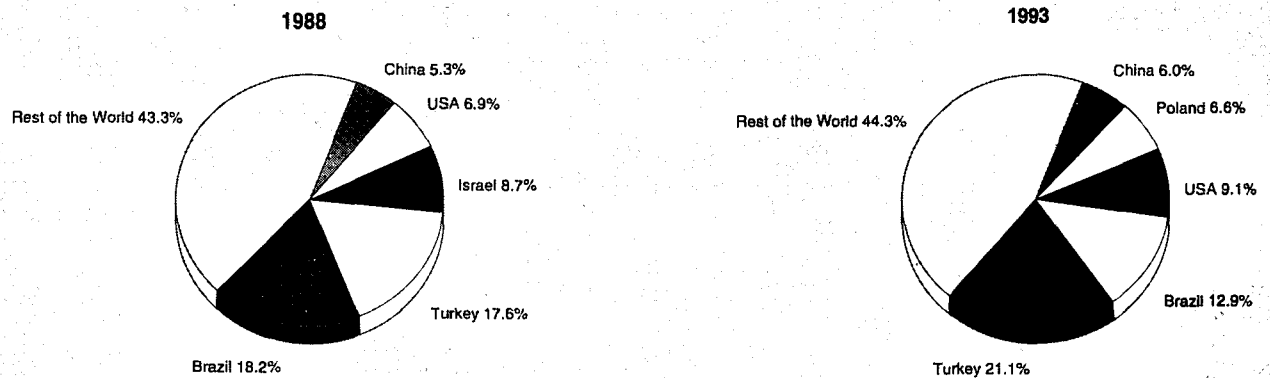 1988
China 5.3%
USA 6.9%
Rest of the World 43.3%
Israel 8.7%
Turkey 17.6%
Brazil 18.2%
1993
China 6.0%
Poland 6.6%
Rest of the World 44.3%
USA 9.1%
Brazil 12.9%
Turkey 21.1%